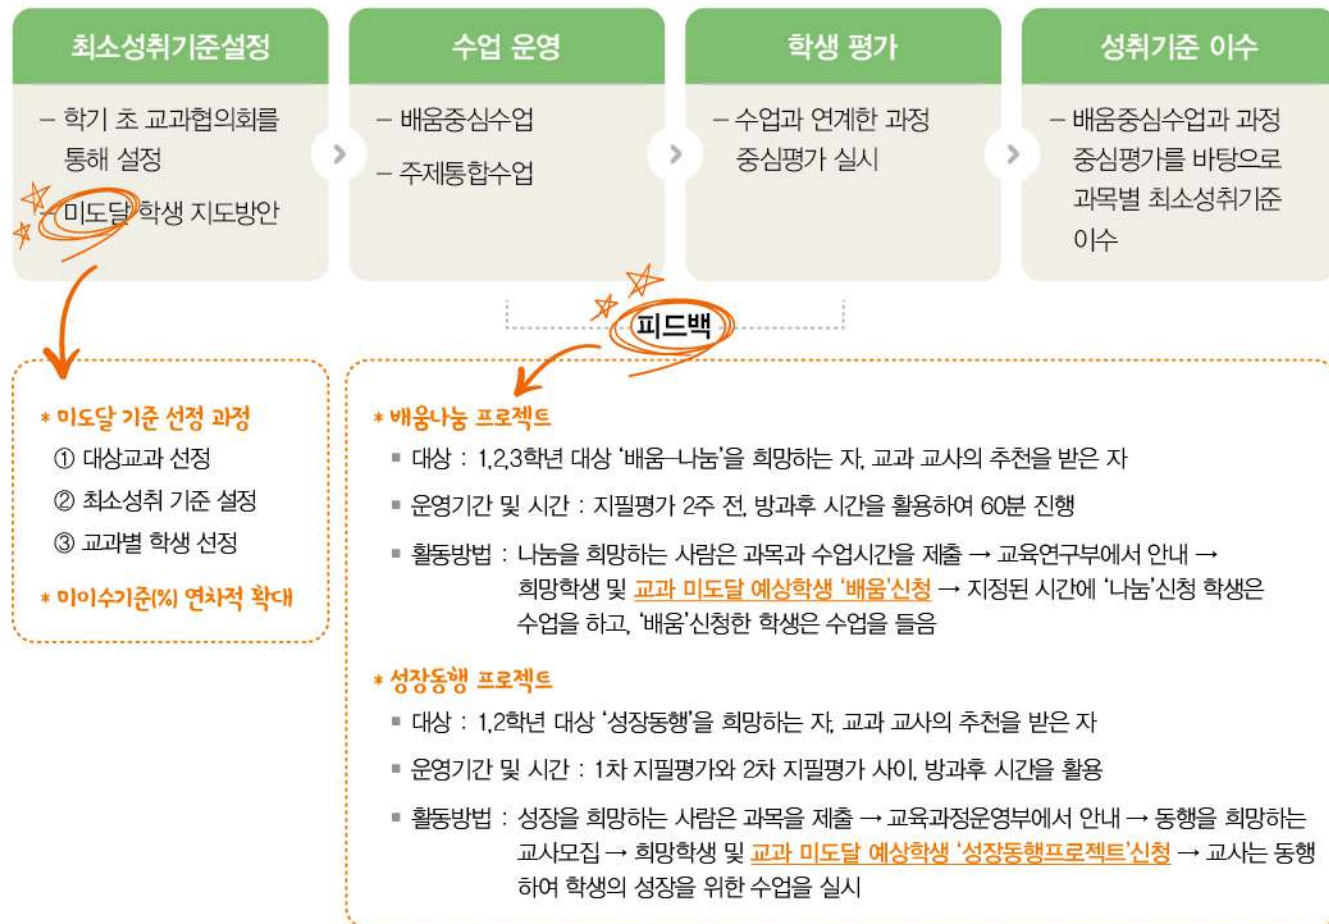 최소성취기준설정
– 학기 초 교과협의회를
통해 설정
– 미도달 학생 지도방안
수업 운영
– 배움중심수업
– 주제통합수업
학생 평가
– 수업과 연계한 과정
중심평가 실시
성취기준 이수
– 배움중심수업과 과정
중심평가를 바탕으로
과목별 최소성취기준
이수
피드백
* 미도달 기준 선정 과정
① 대상교과 선정
② 최소성취 기준 설정
③ 교과별 학생 선정
* 미이수기준(%) 연차적 확대
* 배움나눔 프로젝트
■ 대상 : 1,2,3학년 대상 ‘배움–나눔’을 희망하는 자, 교과 교사의 추천을 받은 자
■ 운영기간 및 시간 : 지필평가 2주 전, 방과후 시간을 활용하여 60분 진행
■ 활동방법 : 나눔을 희망하는 사람은 과목과 수업시간을 제출 → 교육연구부에서 안내 →
희망학생 및 교과 미도달 예상학생 ‘배움’신청 → 지정된 시간에 ‘나눔’신청 학생은
수업을 하고, ‘배움’신청한 학생은 수업을 들음
* 성장동행 프로젝트
■ 대상 : 1,2학년 대상 ‘성장동행’을 희망하는 자, 교과 교사의 추천을 받은 자
■ 운영기간 및 시간 : 1차 지필평가와 2차 지필평가 사이, 방과후 시간을 활용
■ 활동방법 : 성장을 희망하는 사람은 과목을 제출 → 교육과정운영부에서 안내 → 동행을 희망하는
교사모집 → 희망학생 및 교과 미도달 예상학생 ‘성장동행프로젝트’신청 → 교사는 동행
하여 학생의 성장을 위한 수업을 실시